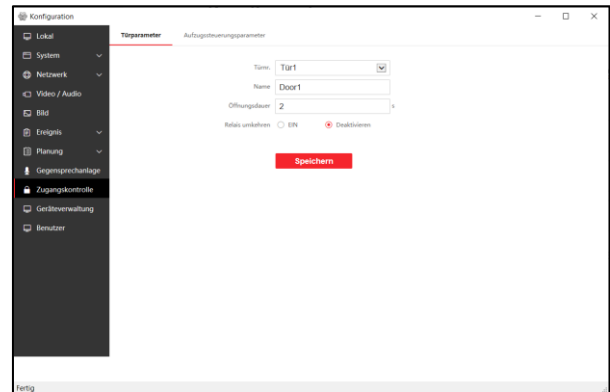 Konfiguration
Lokal
System
Netzwerk
Video / Audio
Bild
Ereignis
Planung
Gegensprechanlage
Zugangskontrolle
Geräteverwaltung
Benutzer
Türparameter Aufzugssteuerungsparameter
Türnr. Tür1
Name Door1
Öffnungsdauer 2 s
Relais umkehren EIN Deaktivieren
Speichern
Fertig